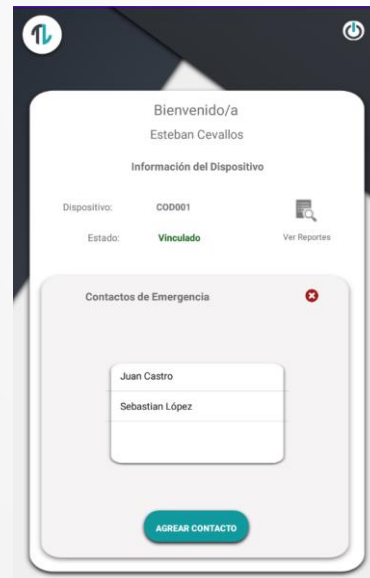 Bienvenido/a
Esteban Cevallos
Información del Dispositivo
Dispositivo: COD001
Estado: Vinculado
Ver Reportes
Contactos de Emergencia
Juan Castro
Sebastian López
AGREAR CONTACTO